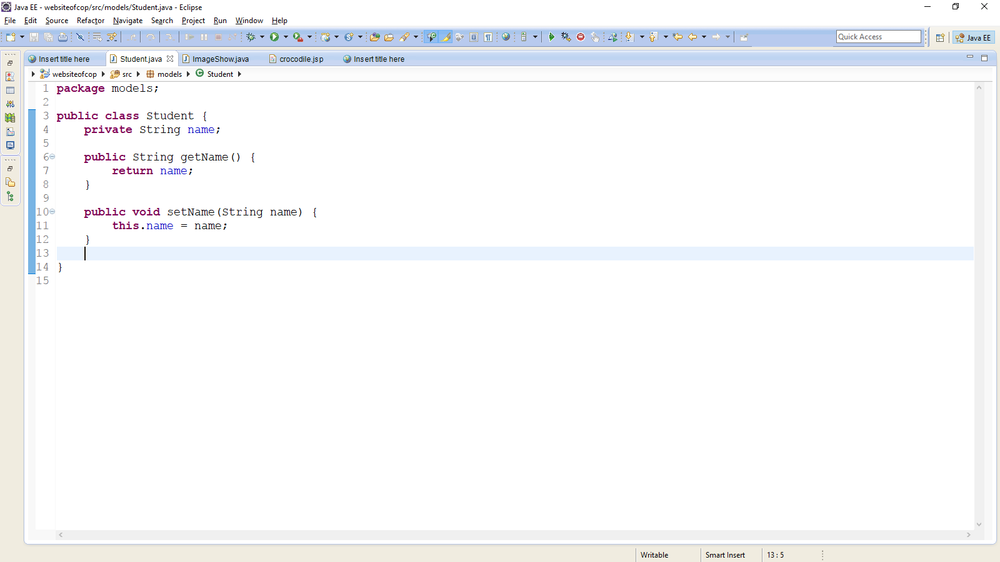 Java EE - websiteofcop/src/models/Student.java - Eclipse
File Edit Source Refactor Navigate Search Project Run Window Help
Quick Access
Java EE
Insert title here Student.java ImageShow.java crocodile.jsp Insert title here
websiteofcop src models Student
1 package models;
2
3 public class Student {
4 private String name;
5
6 public String getName() {
7 return name;
8 }
9
10 public void setName(String name) {
11 this.name = name;
12 }
13
14 }
15
Writable Smart Insert 13 : 5